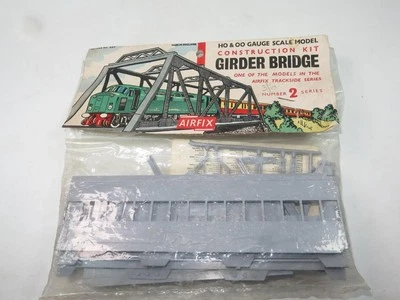 HO & OO GAUGE SCALE MODEL
CONSTRUCTION KIT
GIRDER BRIDGE
ONE OF THE MODELS IN THE
AIRFIX TRACKSIDE SERIES
NUMBER 2 SERIES
AIRFIX